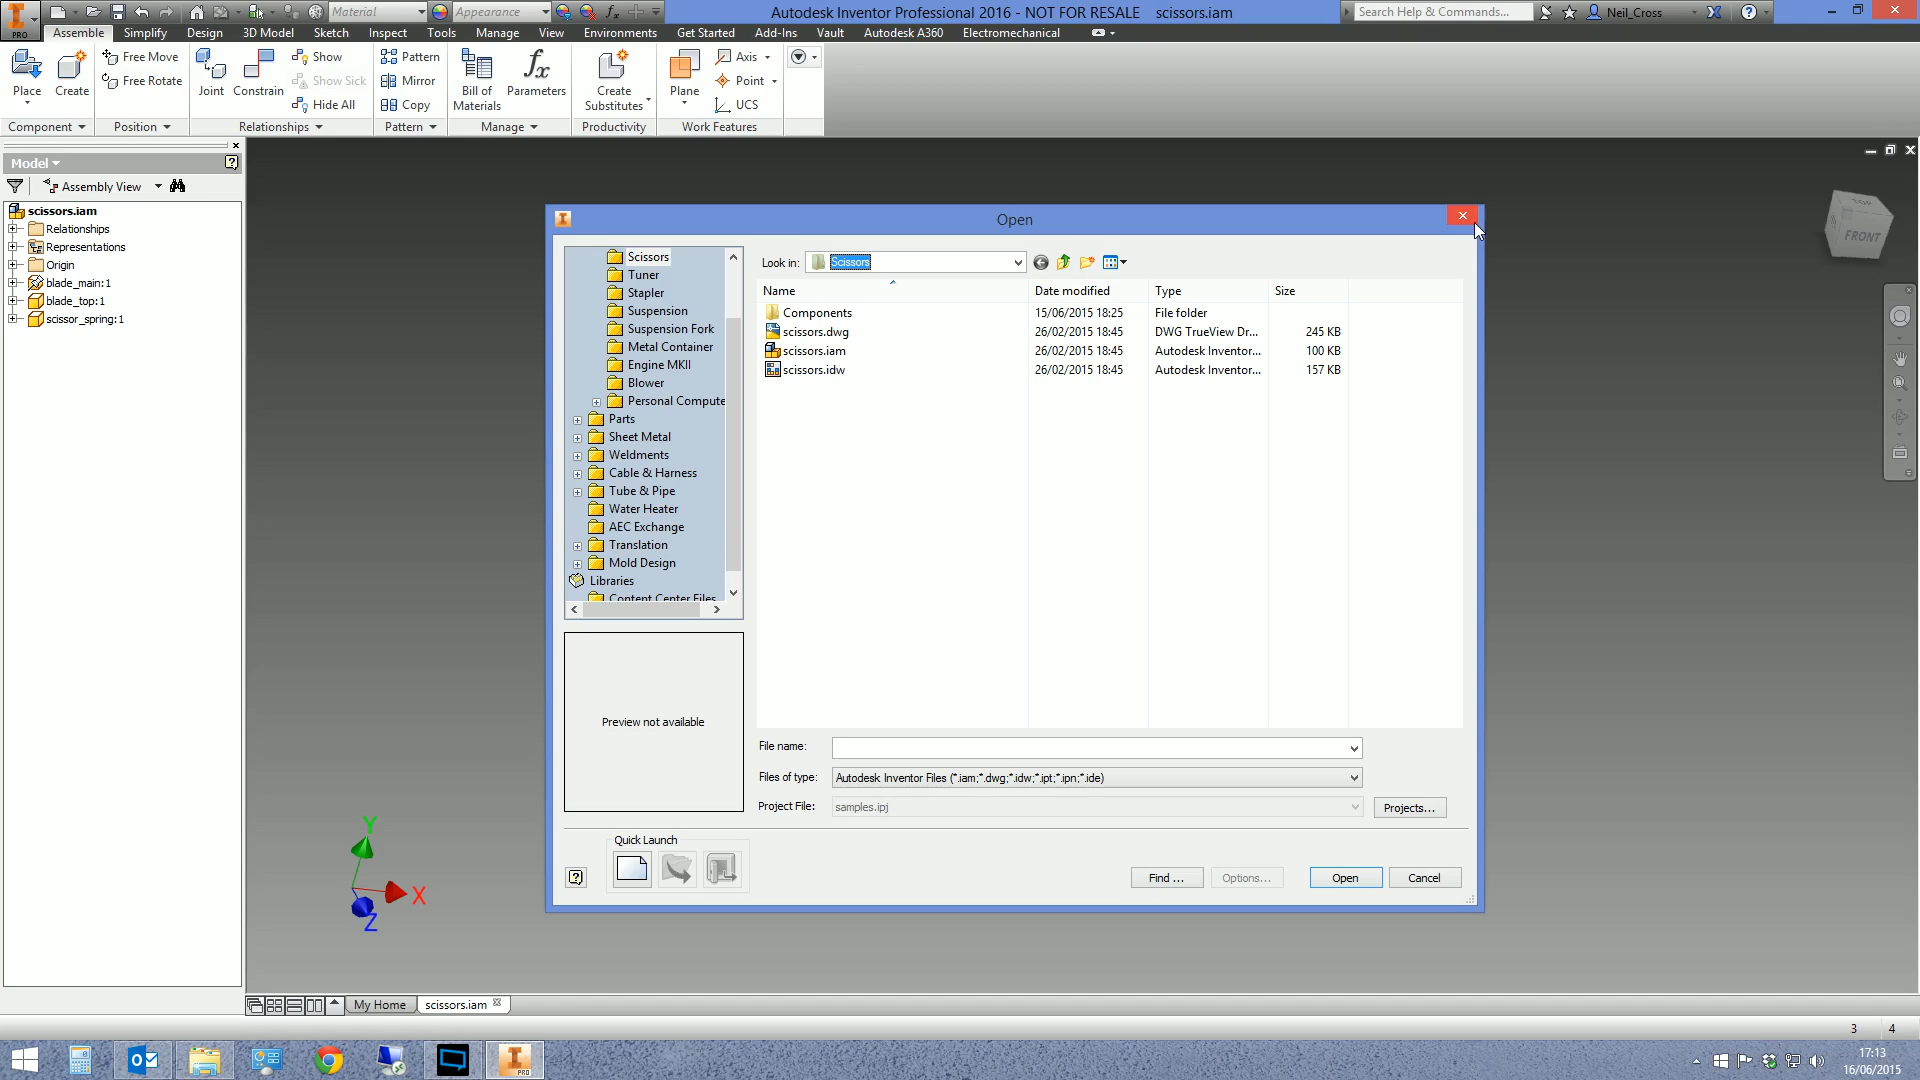 Material
Appearance
Autodesk Inventor Professional 2016 - NOT FOR RESALE scissors.iam
Search Help & Commands...
Neil_Cross
PRO
Assemble Simplify Design 3D Model Sketch Inspect Tools Manage View Environments Get Started Add-Ins Vault Autodesk A360 Electromechanical
Place
Create
Free Move
Free Rotate
Joint
Constrain
Show
Show Sick
Hide All
Pattern
Mirror
Copy
Bill of
Materials
Parameters
Create
Substitutes
Plane
Axis
Point
UCS
Component
Position
Relationships
Pattern
Manage
Productivity
Work Features
Model
Assembly View
scissors.iam
Relationships
Representations
Origin
blade_main:1
blade_top:1
scissor_spring:1
TOP
FRONT
Open
Scissors
Tuner
Stapler
Suspension
Suspension Fork
Metal Container
Engine MKII
Blower
Personal Compute
Parts
Sheet Metal
Weldments
Cable & Harness
Tube & Pipe
Water Heater
AEC Exchange
Translation
Mold Design
Libraries
Content Center Files
Look in: Scissors
Name Date modified Type Size
Components 15/06/2015 18:25 File folder
scissors.dwg 26/02/2015 18:45 DWG TrueView Dr... 245 KB
scissors.iam 26/02/2015 18:45 Autodesk Inventor... 100 KB
scissors.idw 26/02/2015 18:45 Autodesk Inventor... 157 KB
Preview not available
File name:
Files of type: Autodesk Inventor Files (*.iam;*.dwg;*.idw;*.ipt;*.ipn;*.ide)
Project File: samples.ipj
Projects...
Quick Launch
Find ...
Options...
Open
Cancel
Y
X
Z
My Home
scissors.iam
3 4
PRO
17:13
16/06/2015